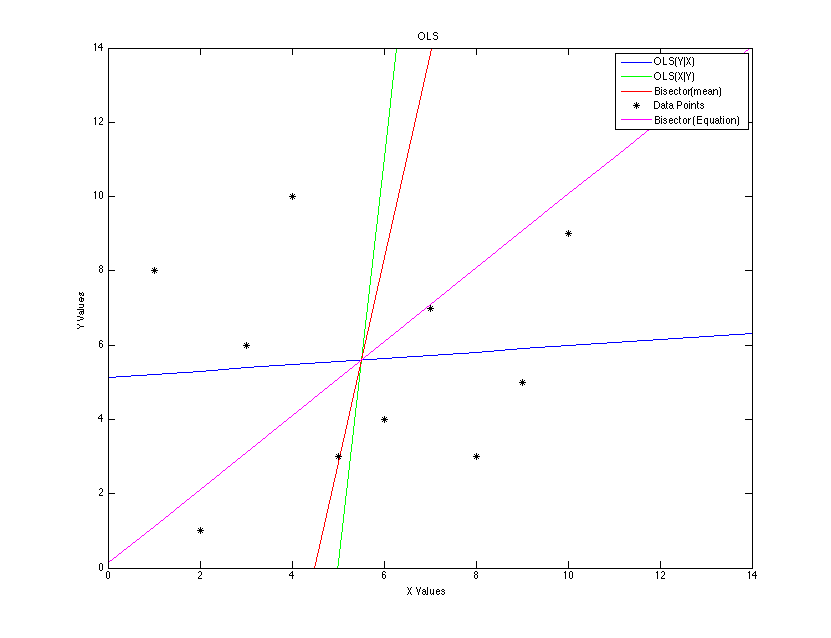 OLS
14
12
10
8
6
4
2
0
Y Values
0 2 4 6 8 10 12 14
X Values
OLS(Y|X)
OLS(X|Y)
Bisector(mean)
Data Points
Bisector (Equation)